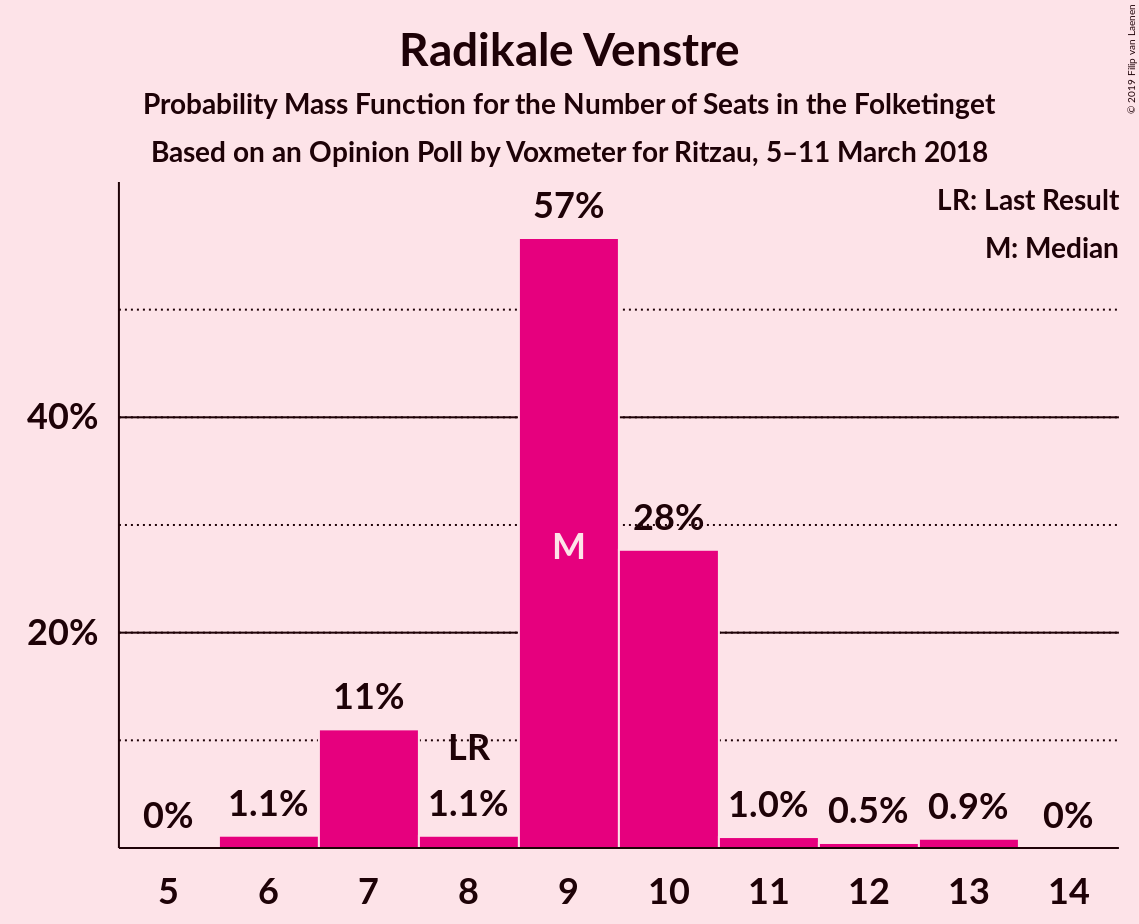 Radikale Venstre
Probability Mass Function for the Number of Seats in the Folketinget
Based on an Opinion Poll by Voxmeter for Ritzau, 5–11 March 2018
© 2019 Filip van Laenen
LR: Last Result
M: Median
57%
40%
28%
M
20%
11%
LR
0%
1.1%
1.1%
1.0%
0.5%
0.9%
0%
5
6
7
8
9
10
11
12
13
14